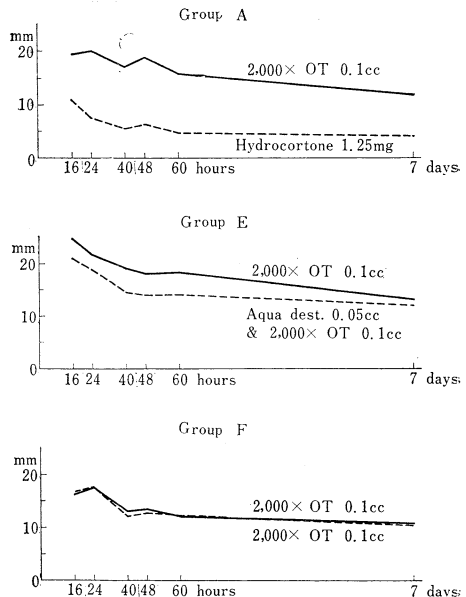 Group A
mm
20
2,000× OT 0.1cc
10
Hydrocortone 1.25mg
0
16 24 40 48 60 hours 7 days
Group E
mm
20
2,000× OT 0.1cc
10
Aqua dest. 0.05cc
& 2,000× OT 0.1cc
0
16 24 40 48 60 hours 7 days
Group F
mm
20
2,000× OT 0.1cc
10
2,000× OT 0.1cc
0
16 24 40 48 60 hours 7 days